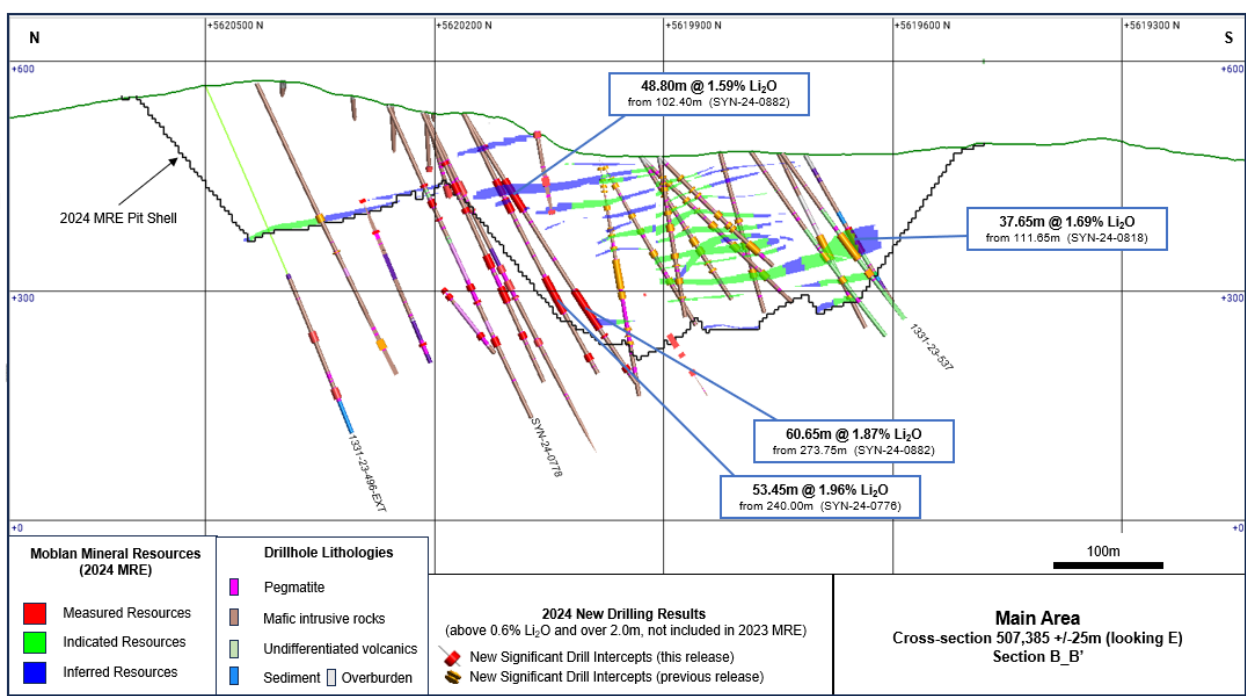 +5620500 N
+5620200 N
+5619900 N
+5619600 N
+5619300 N
N
S
+600
+600
48.80m @ 1.59% Li₂O
from 102.40m (SYN-24-0882)
2024 MRE Pit Shell
37.65m @ 1.69% Li₂O
from 111.65m (SYN-24-0818)
+300
+300
1331-23-537
60.65m @ 1.87% Li₂O
from 273.75m (SYN-24-0882)
SYN-24-0778
1331-23-496-EXT
53.45m @ 1.96% Li₂O
from 240.00m (SYN-24-0776)
+0
+0
Moblan Mineral Resources
(2024 MRE)
Measured Resources
Indicated Resources
Inferred Resources
Drillhole Lithologies
Pegmatite
Mafic intrusive rocks
Undifferentiated volcanics
Sediment
Overburden
2024 New Drilling Results
(above 0.6% Li₂O and over 2.0m, not included in 2023 MRE)
New Significant Drill Intercepts (this release)
New Significant Drill Intercepts (previous release)
100m
Main Area
Cross-section 507,385 +/-25m (looking E)
Section B_B'